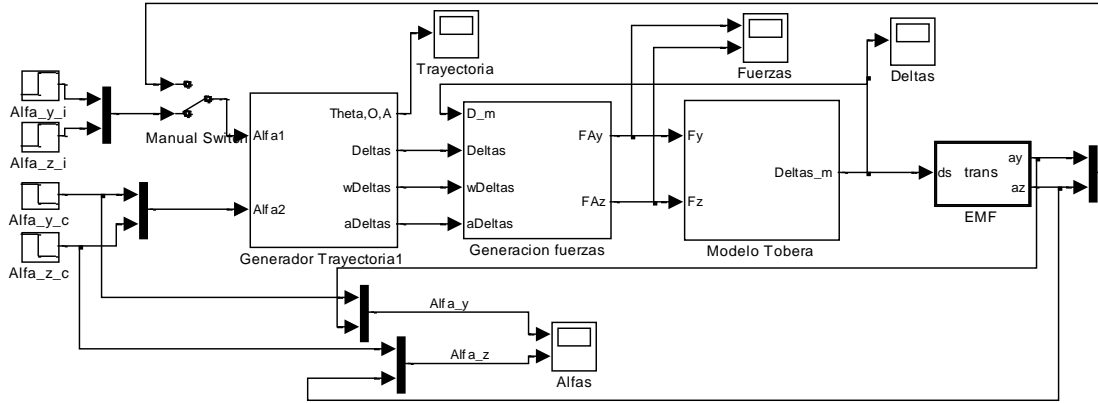 Trayectoria
Fuerzas
Deltas
Alfa_y_i
Alfa_z_i
Manual Switch
Alfa_y_c
Alfa_z_c
Alfa1
Alfa2
Theta,O,A
Deltas
wDeltas
aDeltas
Generador Trayectoria1
D_m
Deltas
wDeltas
aDeltas
FAy
FAz
Generacion fuerzas
Fy
Fz
Deltas_m
Modelo Tobera
ds
trans
ay
az
EMF
Alfa_y
Alfa_z
Alfas